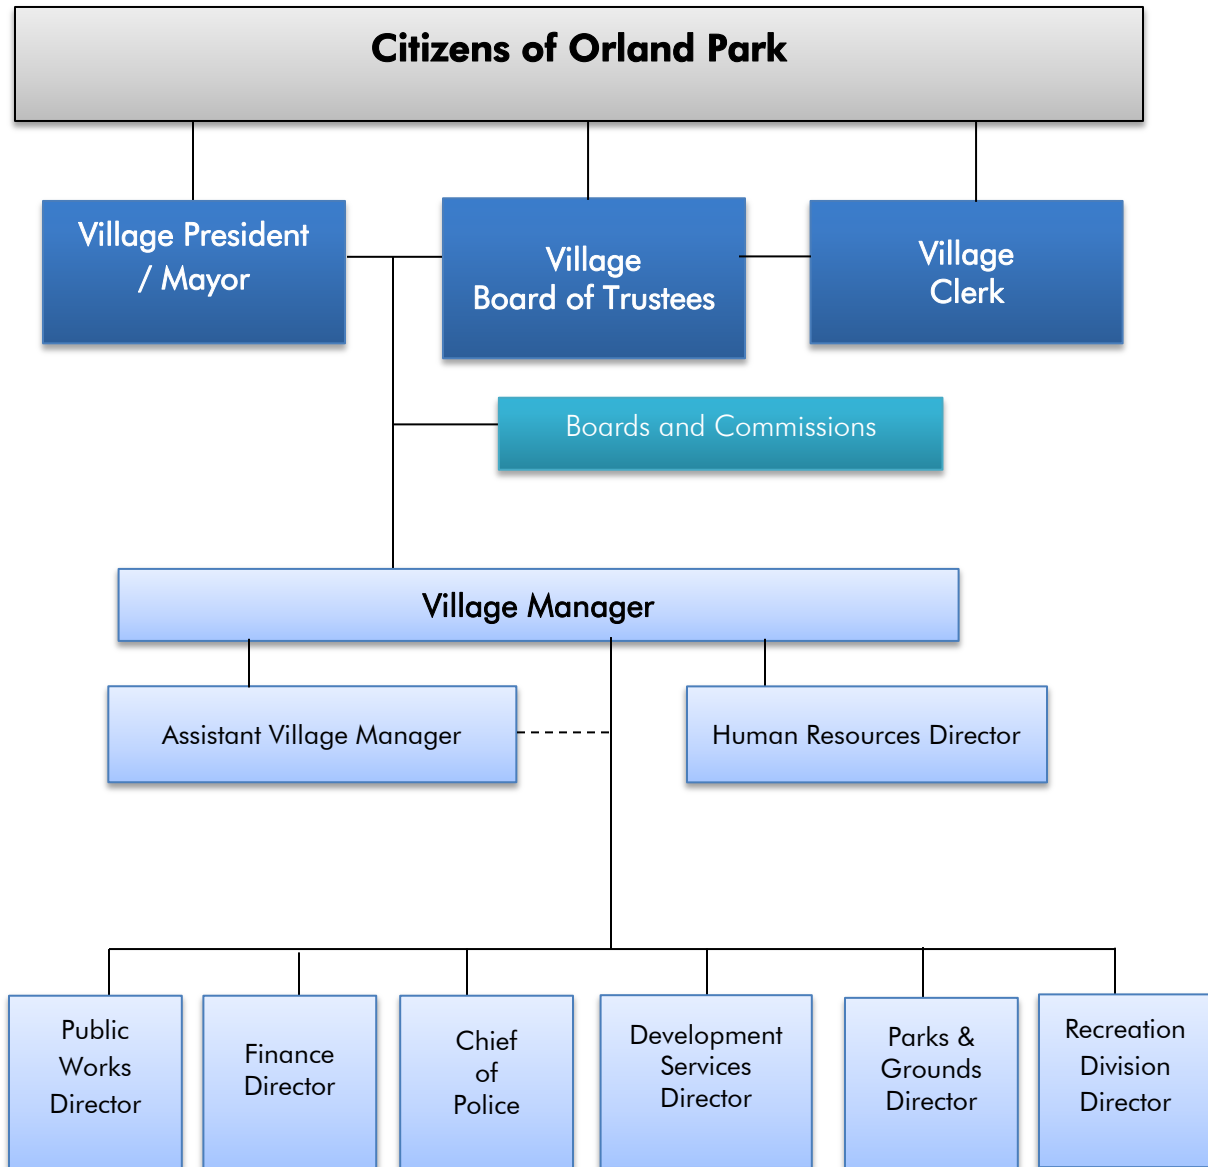 Citizens of Orland Park
Village President
/ Mayor
Village
Board of Trustees
Village
Clerk
Boards and Commissions
Village Manager
Assistant Village Manager
Human Resources Director
Public
Works
Director
Finance
Director
Chief
of
Police
Development
Services
Director
Parks &
Grounds
Director
Recreation
Division
Director